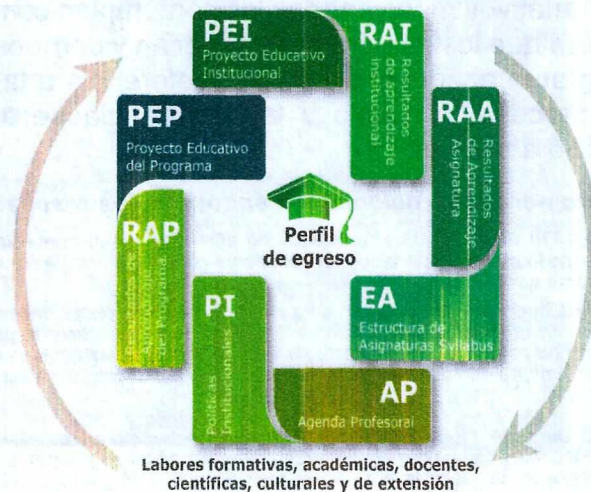 PEI
Proyecto Educativo
Institucional
RAI
Resultados
de aprendizaje
institucional
PEP
Proyecto Educativo
del Programa
RAA
Resultados
de Aprendizaje
Asignatura
RAP
Resultados de
Aprendizaje
del Programa
Perfil
de egreso
PI
Políticas
Institucionales
EA
Estructura de
Asignaturas Syllabus
AP
Agenda Profesoral
Labores formativas, académicas, docentes,
científicas, culturales y de extensión